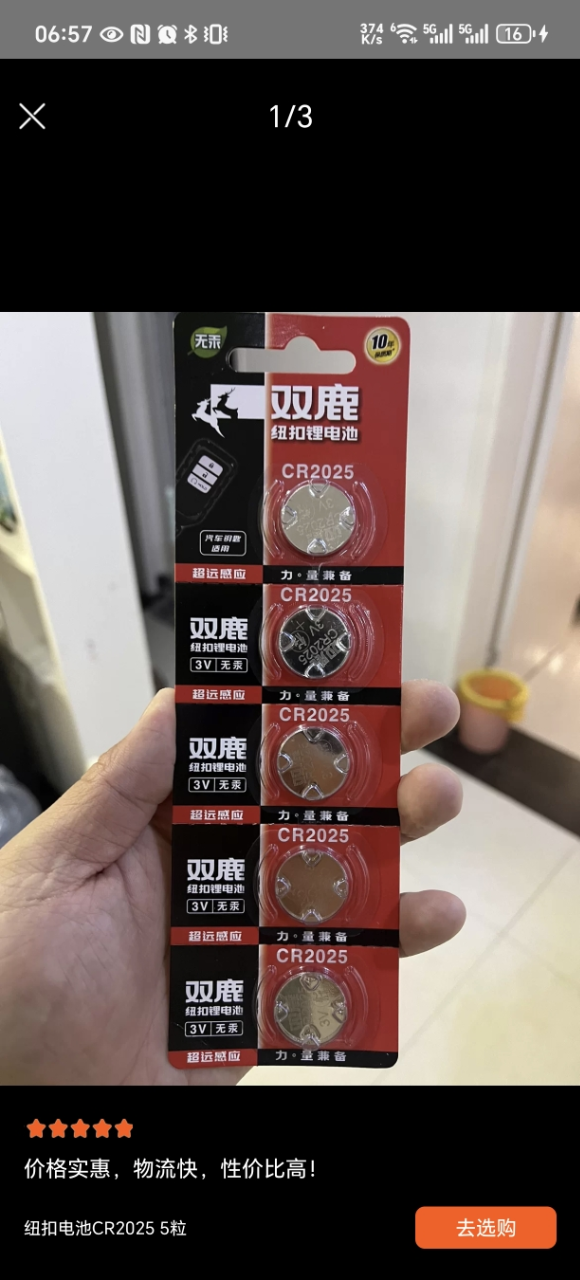 06:57
374 K/s 6 5G 5G 16
1/3
无汞
10年
双鹿
纽扣锂电池
CR2025
汽车钥匙
适用
超远感应 力·量兼备
CR2025
双鹿
纽扣锂电池
3V 无汞
3V
CR2025
超远感应 力·量兼备
CR2025
双鹿
纽扣锂电池
3V 无汞
超远感应 力·量兼备
CR2025
双鹿
纽扣锂电池
3V 无汞
超远感应 力·量兼备
CR2025
双鹿
纽扣锂电池
3V 无汞
超远感应 力·量兼备
价格实惠，物流快，性价比高！
纽扣电池CR2025 5粒
去选购